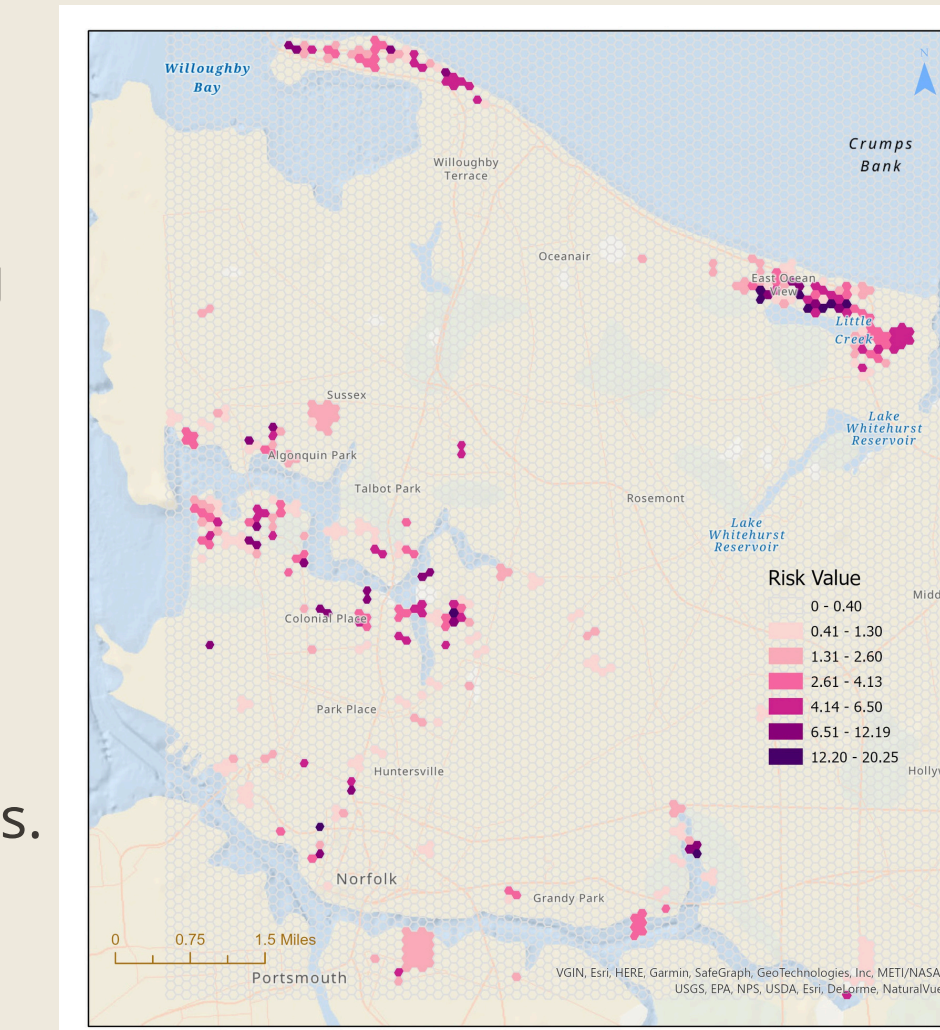 N
Willoughby
Bay
Crumps
Bank
Willoughby
Terrace
Oceanair
East Ocean
View
Little
Creek
Sussex
Lake
Whitehurst
Reservoir
Algonquin Park
Talbot Park
Rosemont
Lake
Whitehurst
Reservoir
Risk Value
0 - 0.40
0.41 - 1.30
1.31 - 2.60
2.61 - 4.13
4.14 - 6.50
6.51 - 12.19
12.20 - 20.25
Midd
Colonial Place
Park Place
Huntersville
Hollyw
s.
Norfolk
Grandy Park
0 0.75 1.5 Miles
Portsmouth
VGIN, Esri, HERE, Garmin, SafeGraph, GeoTechnologies, Inc, METI/NASA
USGS, EPA, NPS, USDA, Esri, DeLorme, NaturalVue